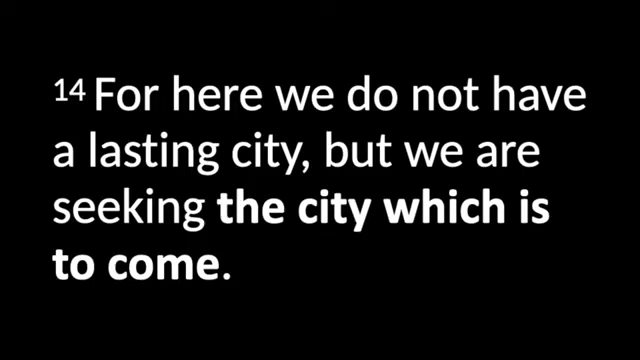 14 For here we do not have
a lasting city, but we are
seeking the city which is
to come.